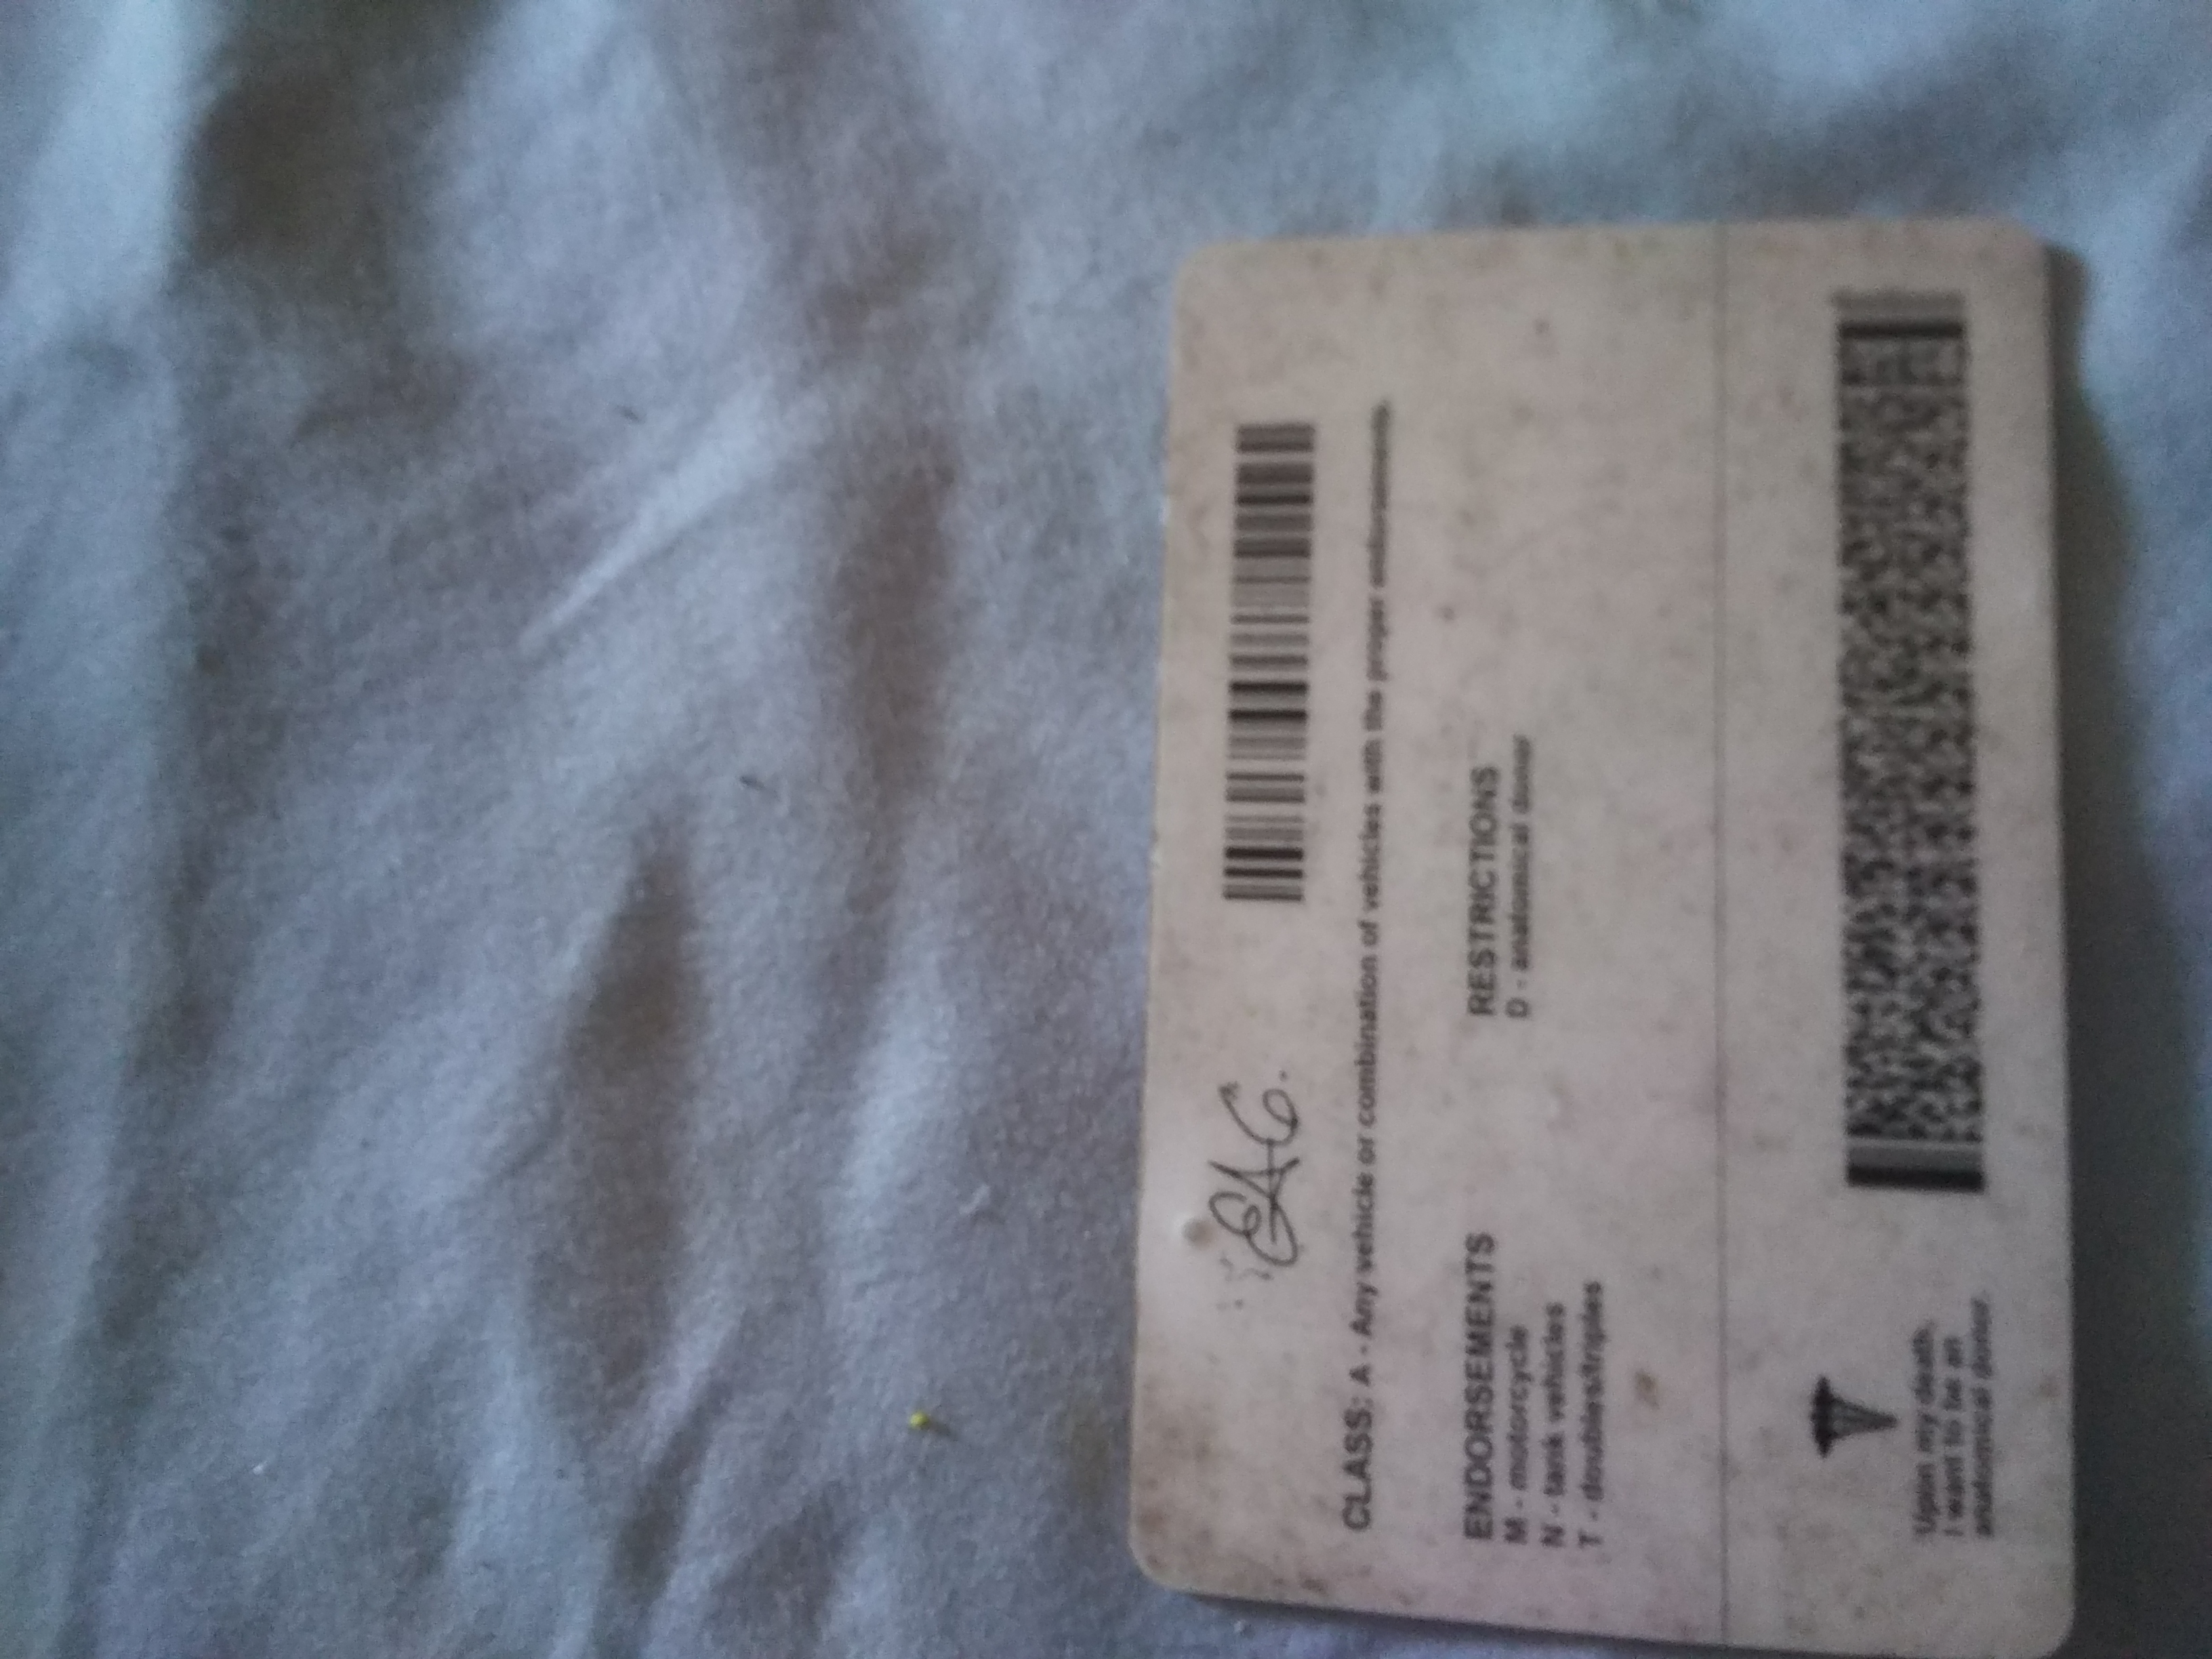 CLASS: A - Any vehicle or combination of vehicles with the proper
ENDORSEMENTS
M - motorcycle
N - tank vehicles
T - doubles/triples
RESTRICTIONS
D - anatomical donor
Upon my death,
I want to be an
anatomical donor.